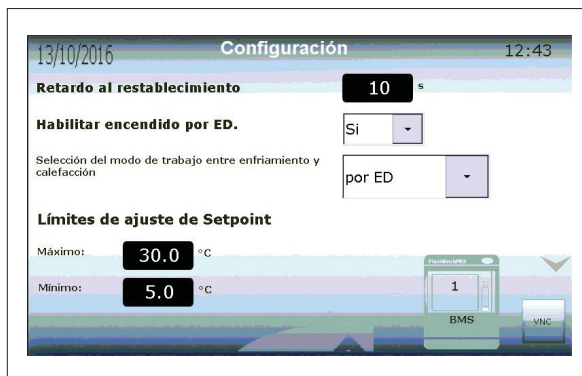 13/10/2016 Configuración 12:43
Retardo al restablecimiento 10 s
Habilitar encendido por ED. Si
Selección del modo de trabajo entre enfriamiento y
calefacción
por ED
Límites de ajuste de Setpoint
Máximo: 30.0 °C
Mínimo: 5.0 °C
1
BMS
VNC